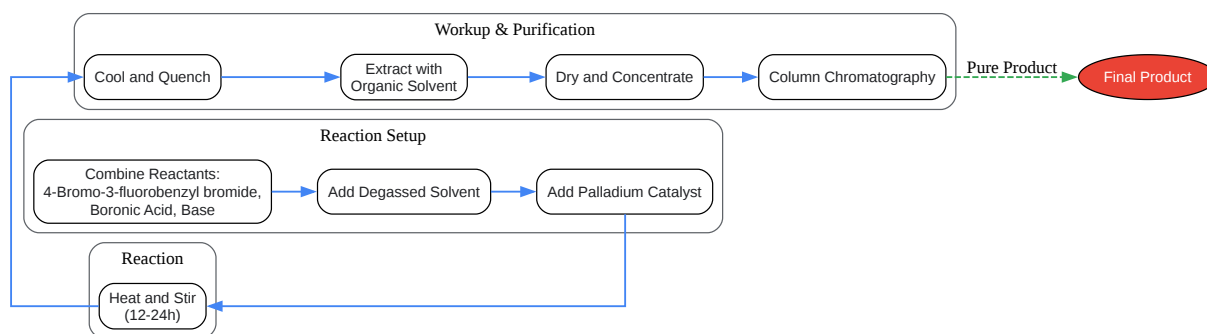 Workup & Purification
Cool and Quench
Extract with
Organic Solvent
Dry and Concentrate
Column Chromatography
Pure Product
Final Product
Reaction Setup
Combine Reactants:
4-Bromo-3-fluorobenzyl bromide,
Boronic Acid, Base
Add Degassed Solvent
Add Palladium Catalyst
Reaction
Heat and Stir
(12-24h)